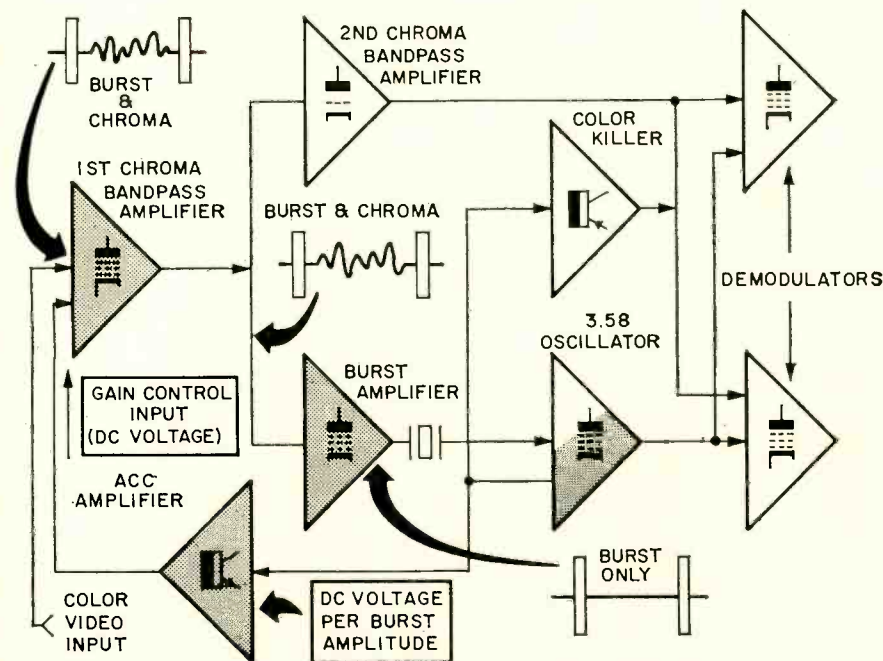 BURST
&
CHROMA
2ND CHROMA
BANDPASS
AMPLIFIER
COLOR
KILLER
1ST CHROMA
BANDPASS
AMPLIFIER
BURST & CHROMA
DEMODULATORS
3.58
OSCILLATOR
BURST
AMPLIFIER
GAIN CONTROL
INPUT
(DC VOLTAGE)
ACC
AMPLIFIER
BURST
ONLY
COLOR
VIDEO
INPUT
DC VOLTAGE
PER BURST
AMPLITUDE